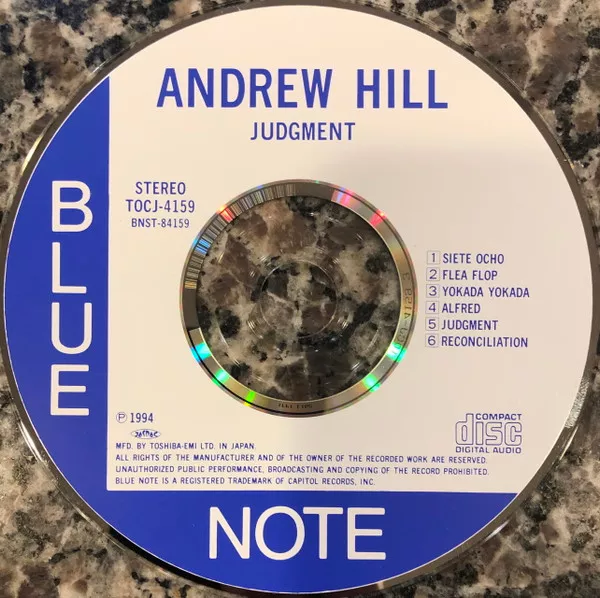 ANDREW HILL
JUDGMENT
STEREO
TOCJ-4159
BNST-84159
BLUE
1 SIETE OCHO
2 FLEA FLOP
3 YOKADA YOKADA
4 ALFRED
5 JUDGMENT
6 RECONCILIATION
Ⓟ 1994
JASRAC
COMPACT
disc
DIGITAL AUDIO
MFD. BY TOSHIBA-EMI LTD. IN JAPAN.
ALL RIGHTS OF THE MANUFACTURER AND OF THE OWNER OF THE RECORDED WORK ARE RESERVED.
UNAUTHORIZED PUBLIC PERFORMANCE, BROADCASTING AND COPYING OF THE RECORD PROHIBITED.
BLUE NOTE IS A REGISTERED TRADEMARK OF CAPITOL RECORDS, INC.
NOTE